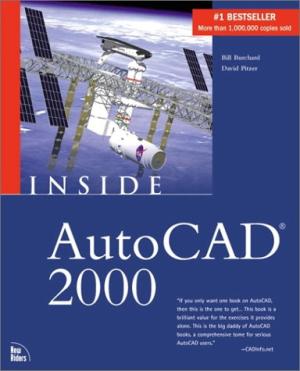 #1 BESTSELLER
More than 1,000,000 copies sold
Bill Burchard
David Pitzer
INSIDE
AutoCAD®
2000
"If you only want one book on AutoCAD,
then this is the one to get... This book is a
brilliant value for the exercises it provides
alone. This is the big daddy of AutoCAD
books, a comprehensive tome for serious
AutoCAD users."
—CADinfo.net
New
Riders